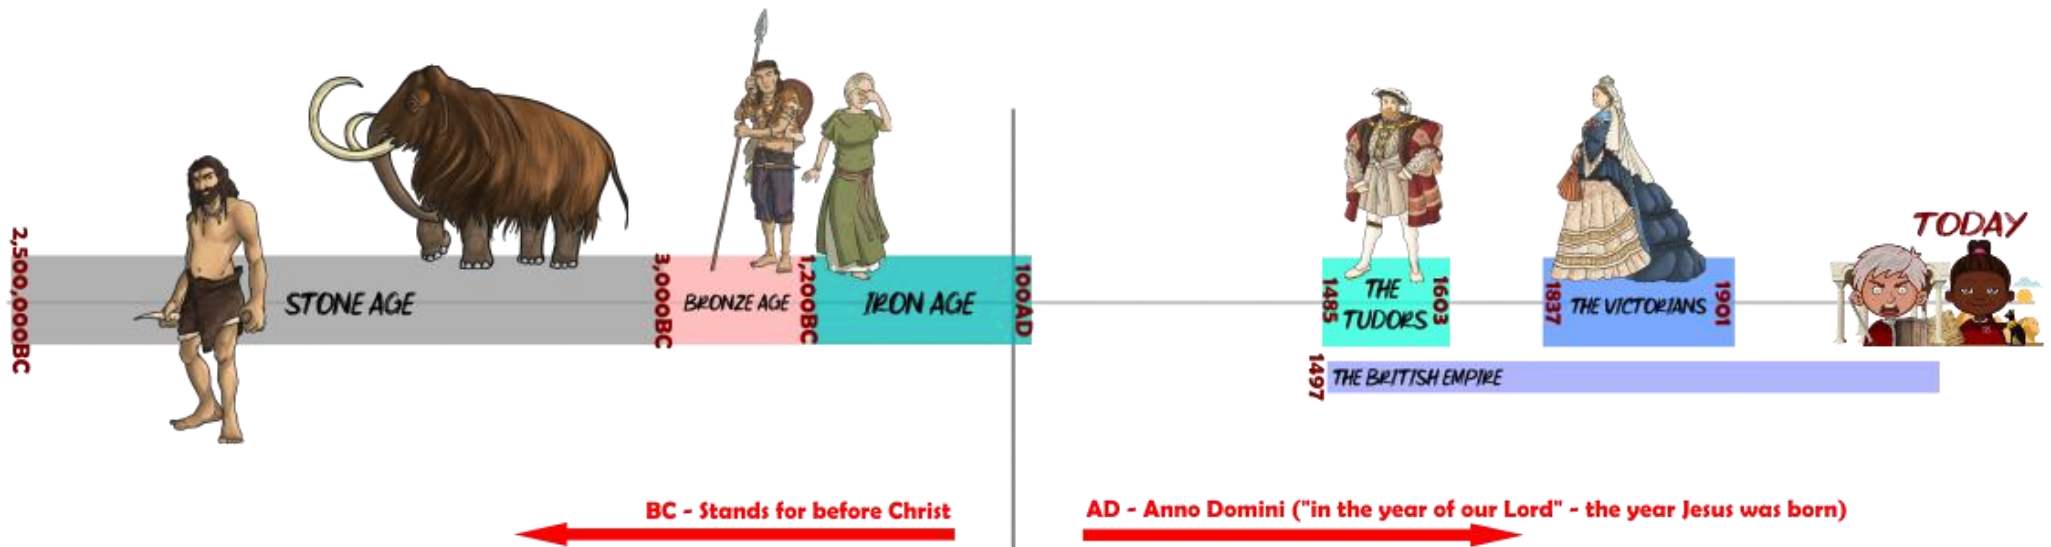 2,500,000BC
STONE AGE
3,000BC
BRONZE AGE
1,200BC
IRON AGE
100AD
1485
THE
TUDORS
1603
1837
THE VICTORIANS
1901
TODAY
1497
THE BRITISH EMPIRE
BC - Stands for before Christ
AD - Anno Domini ("in the year of our Lord" - the year Jesus was born)